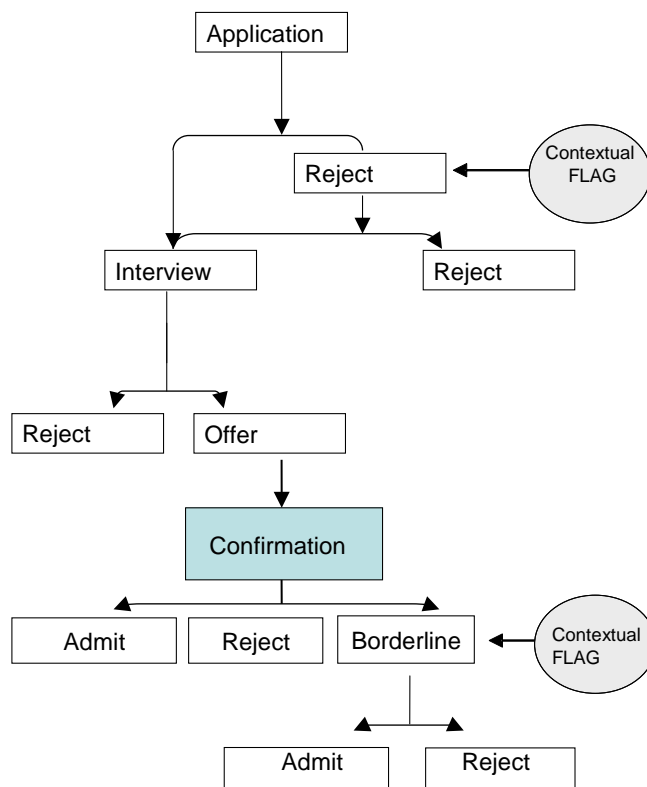 Application
Reject
Contextual
FLAG
Interview
Reject
Reject
Offer
Confirmation
Admit
Reject
Borderline
Contextual
FLAG
Admit
Reject